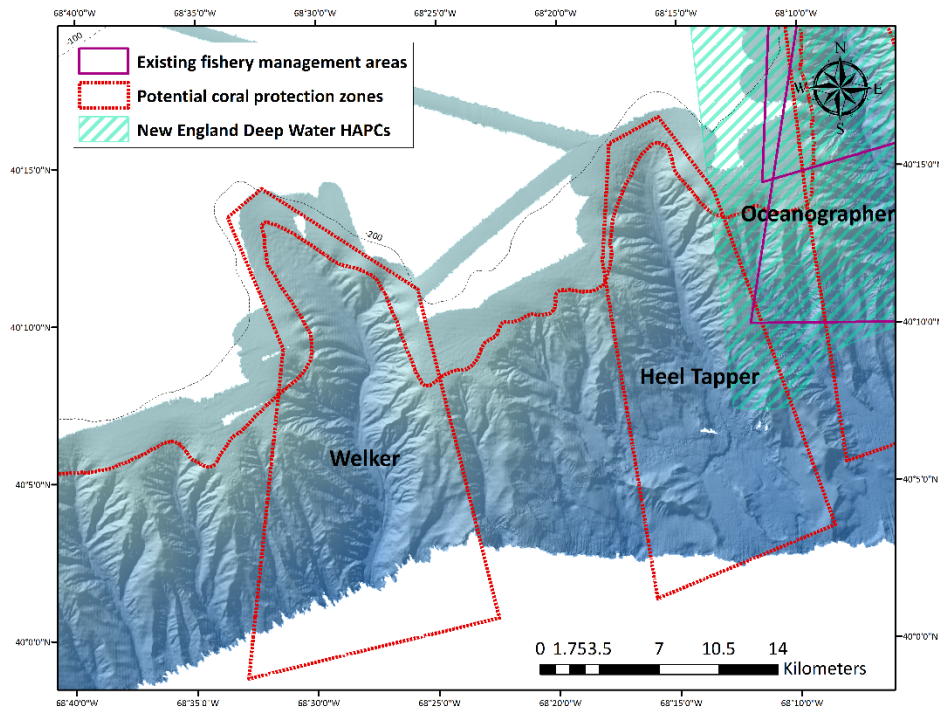 68°40'0"W 68°35'0"W 68°30'0"W 68°25'0"W 68°20'0"W 68°15'0"W 68°10'0"W
-200
Existing fishery management areas
Potential coral protection zones
New England Deep Water HAPCs
N
W E
S
40°15'0"N 40°15'0"N
Oceanographer
-200
40°10'0"N 40°10'0"N
Heel Tapper
Welker
40°5'0"N 40°5'0"N
40°0'0"N 40°0'0"N
0 1.753.5 7 10.5 14
Kilometers
68°40'0"W 68°35'0"W 68°30'0"W 68°25'0"W 68°20'0"W 68°15'0"W 68°10'0"W